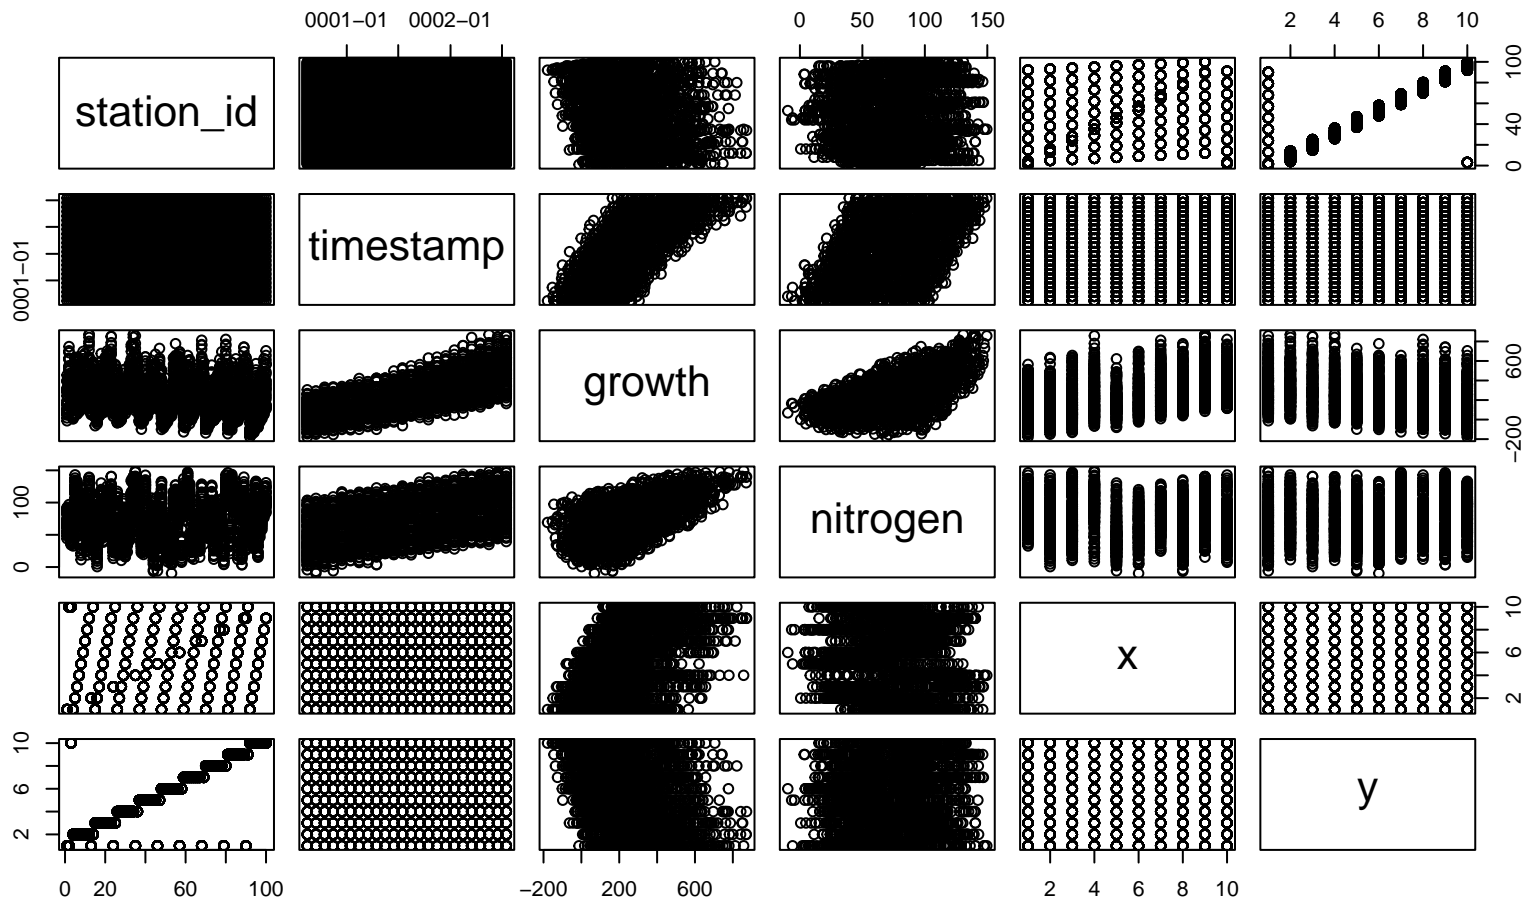 0001−01 0002−01 0 50 100 150 2 4 6 8 10
station_id 0 40 100
0001−01 timestamp
growth −200 600
0 100 nitrogen
x 2 6 10
2 6 10 y
0 20 60 100 −200 200 600 2 4 6 8 10